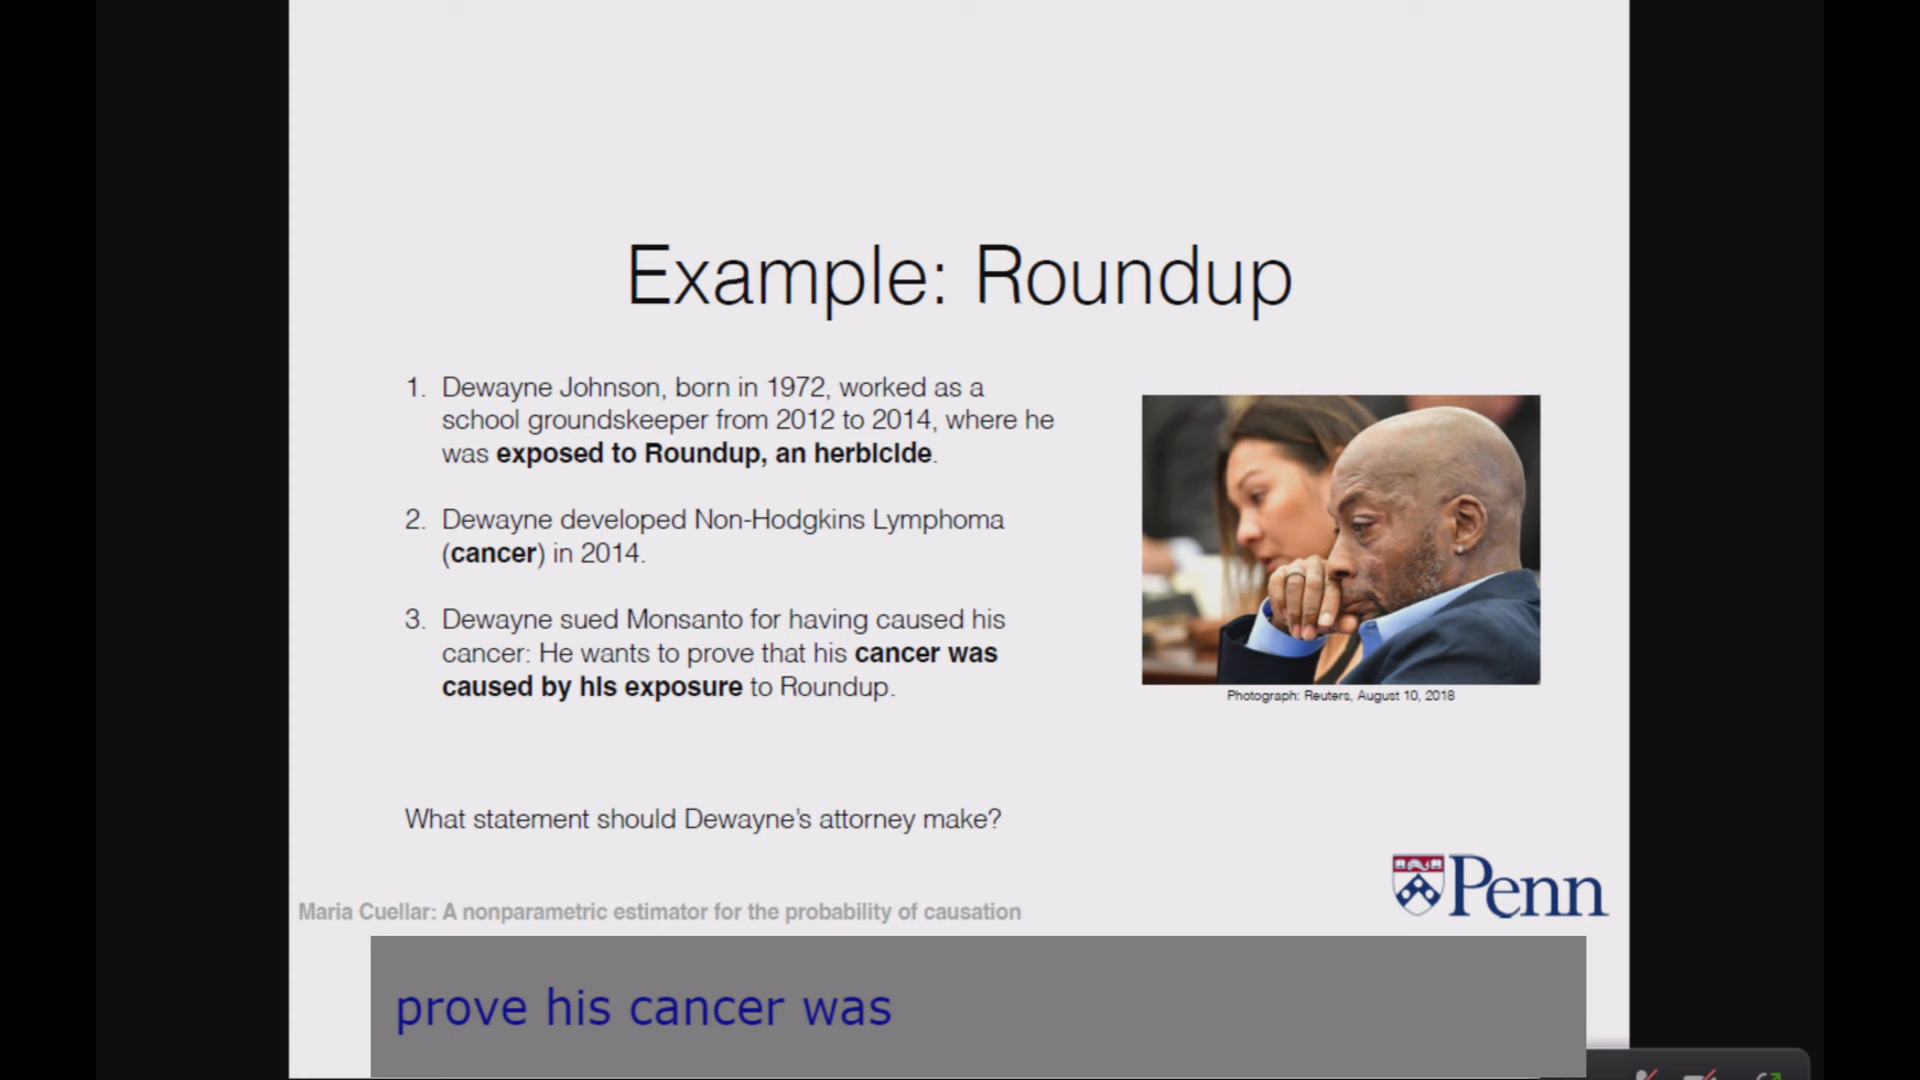 Example: Roundup
1. Dewayne Johnson, born in 1972, worked as a
school groundskeeper from 2012 to 2014, where he
was exposed to Roundup, an herbicide.
2. Dewayne developed Non-Hodgkins Lymphoma
(cancer) in 2014.
3. Dewayne sued Monsanto for having caused his
cancer: He wants to prove that his cancer was
caused by his exposure to Roundup.
Photograph: Reuters, August 10, 2018
What statement should Dewayne's attorney make?
Penn
Maria Cuellar: A nonparametric estimator for the probability of causation
prove his cancer was